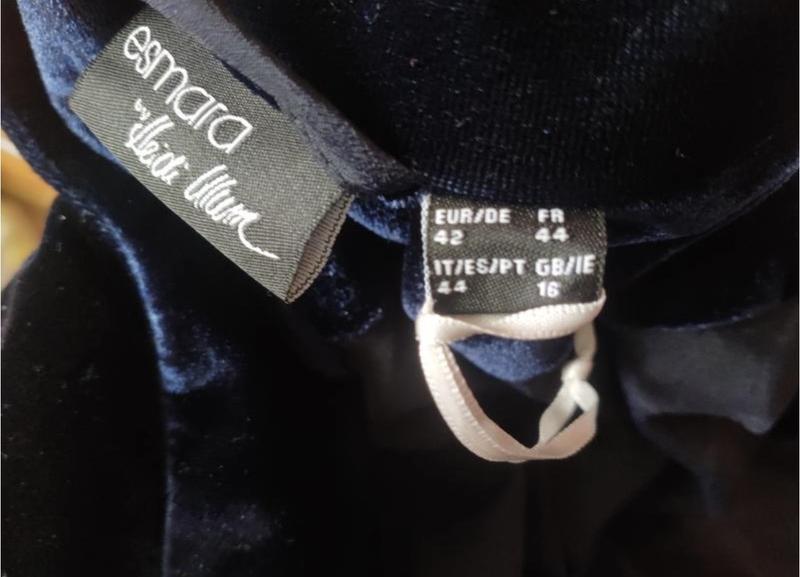 esmara
by Heidi Klum
EUR/DE FR
42 44
IT/ES/PT GB/IE
44 16